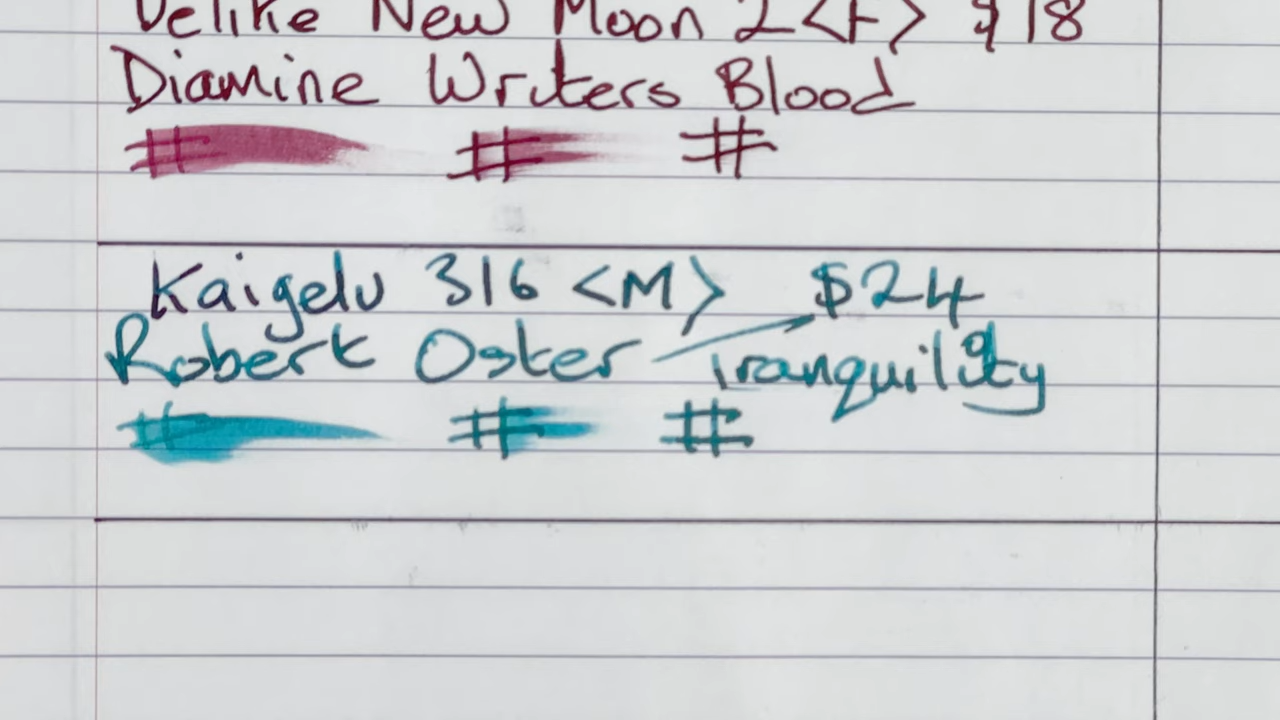 Delike New Moon 2 <F> $18
Diamine Writers Blood
# # #
Kaigelu 316 <M> $24
Robert Oster Tranquility
# # #